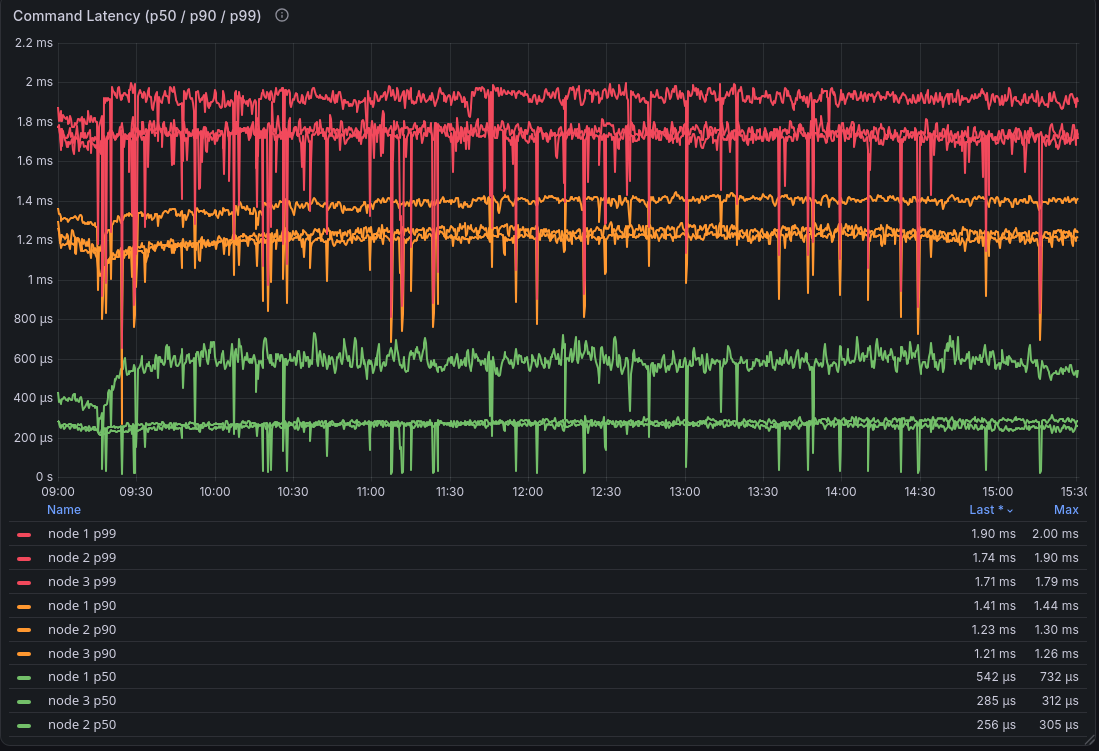 Command Latency (p50 / p90 / p99)
2.2 ms
2 ms
1.8 ms
1.6 ms
1.4 ms
1.2 ms
1 ms
800 µs
600 µs
400 µs
200 µs
0 s
09:00 09:30 10:00 10:30 11:00 11:30 12:00 12:30 13:00 13:30 14:00 14:30 15:00 15:30
Name Last * Max
node 1 p99 1.90 ms 2.00 ms
node 2 p99 1.74 ms 1.90 ms
node 3 p99 1.71 ms 1.79 ms
node 1 p90 1.41 ms 1.44 ms
node 2 p90 1.23 ms 1.30 ms
node 3 p90 1.21 ms 1.26 ms
node 1 p50 542 µs 732 µs
node 3 p50 285 µs 312 µs
node 2 p50 256 µs 305 µs